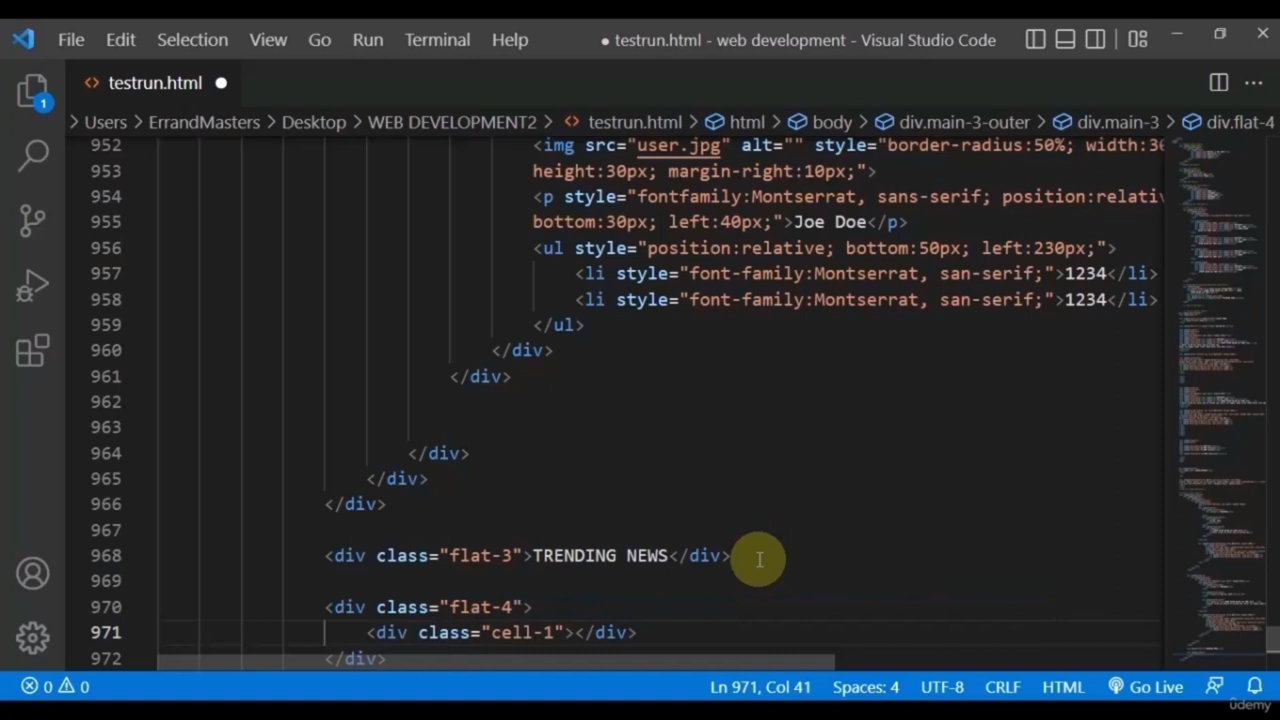 File Edit Selection View Go Run Terminal Help ● testrun.html - web development - Visual Studio Code
<> testrun.html ●
1
> Users > ErrandMasters > Desktop > WEB DEVELOPMENT2 > <> testrun.html > html > body > div.main-3-outer > div.main-3 > div.flat-4
952 <img src="user.jpg" alt="" style="border-radius:50%; width:30
953 height:30px; margin-right:10px;">
954 <p style="fontfamily:Montserrat, sans-serif; position:relativ
955 bottom:30px; left:40px;">Joe Doe</p>
956 <ul style="position:relative; bottom:50px; left:230px;">
957 <li style="font-family:Montserrat, san-serif;">1234</li>
958 <li style="font-family:Montserrat, san-serif;">1234</li>
959 </ul>
960 </div>
961 </div>
962
963
964 </div>
965 </div>
966 </div>
967
968 <div class="flat-3">TRENDING NEWS</div>
969
970 <div class="flat-4">
971 <div class="cell-1"></div>
972 </div>
0 0 Ln 971, Col 41 Spaces: 4 UTF-8 CRLF HTML Go Live
ûdemy